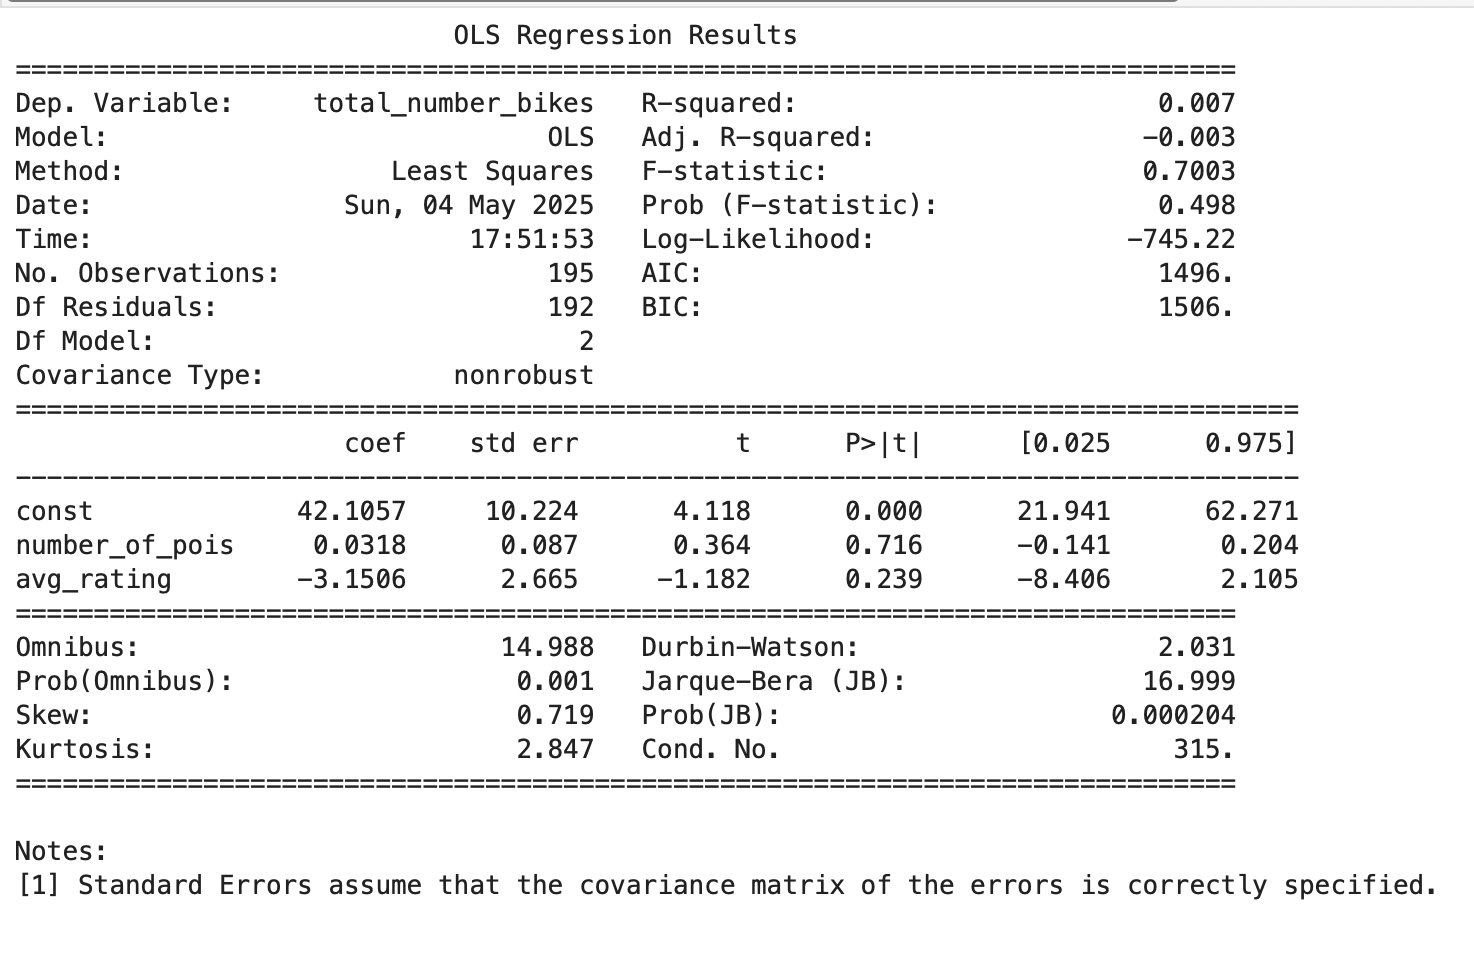 OLS Regression Results
==============================================================================
Dep. Variable:     total_number_bikes   R-squared:                       0.007
Model:                            OLS   Adj. R-squared:                 -0.003
Method:                 Least Squares   F-statistic:                    0.7003
Date:                Sun, 04 May 2025   Prob (F-statistic):              0.498
Time:                        17:51:53   Log-Likelihood:                -745.22
No. Observations:                 195   AIC:                             1496.
Df Residuals:                     192   BIC:                             1506.
Df Model:                           2
Covariance Type:            nonrobust
==================================================================================
                     coef    std err          t      P>|t|      [0.025      0.975]
----------------------------------------------------------------------------------
const             42.1057     10.224      4.118      0.000      21.941      62.271
number_of_pois     0.0318      0.087      0.364      0.716      -0.141       0.204
avg_rating        -3.1506      2.665     -1.182      0.239      -8.406       2.105
==============================================================================
Omnibus:                       14.988   Durbin-Watson:                   2.031
Prob(Omnibus):                  0.001   Jarque-Bera (JB):               16.999
Skew:                           0.719   Prob(JB):                     0.000204
Kurtosis:                       2.847   Cond. No.                         315.
==============================================================================
Notes:
[1] Standard Errors assume that the covariance matrix of the errors is correctly specified.